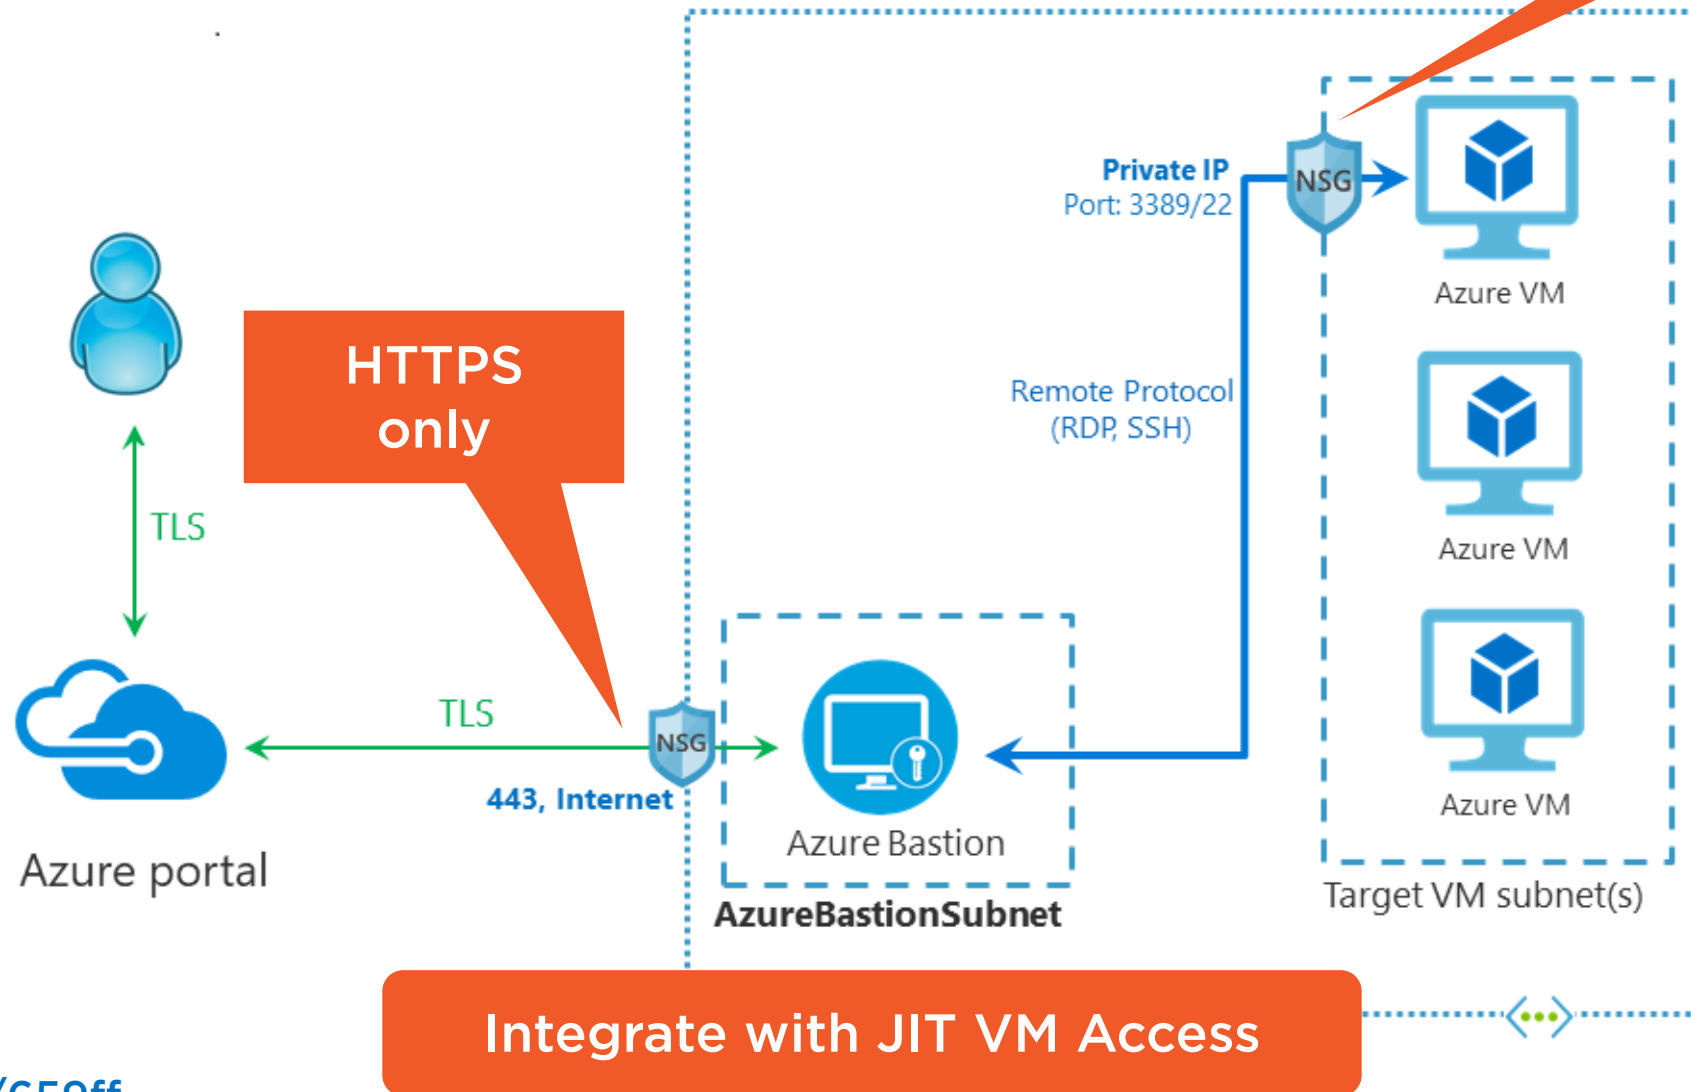 Private IP
Port: 3389/22
NSG
Azure VM
HTTPS
only
Remote Protocol
(RDP, SSH)
TLS
Azure VM
TLS
NSG
443, Internet
Azure Bastion
Azure VM
Azure portal
AzureBastionSubnet
Target VM subnet(s)
Integrate with JIT VM Access